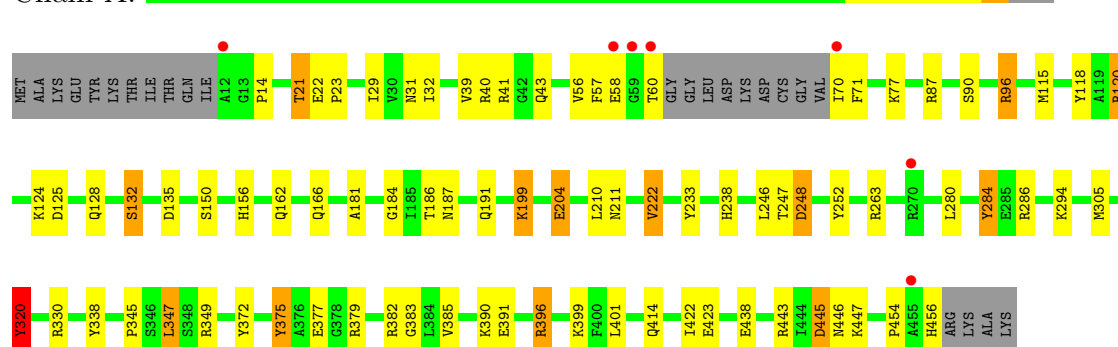 Chain A:
MET ALA LYS GLU TYR LYS THR ILE THR GLN ILE A12 G13 P14 T21 E22 P23 I29 V30 N31 I32 V39 R40 R41 G42 Q43 V56 F57 E58 G59 T60 GLY GLY LEU ASP LYS ASP CYS GLY VAL I70 F71 K77 R87 S90 R96 M115 Y118 A119
K124 D125 Q128 S132 D135 S150 H156 Q162 Q166 A181 G184 I185 T186 N187 Q191 K199 E204 L210 N211 V222 Y233 H238 L246 T247 D248 Y252 R263 R270 L280 Y284 E285 R286 K294 M305
Y320 R330 Y338 P345 S346 L347 S348 R349 Y372 Y375 A376 E377 G378 R379 R382 G383 L384 V385 K390 E391 R396 K399 F400 L401 Q414 I422 E423 E438 R443 I444 D445 N446 K447 P454 A455 H456 ARG LYS ALA LYS